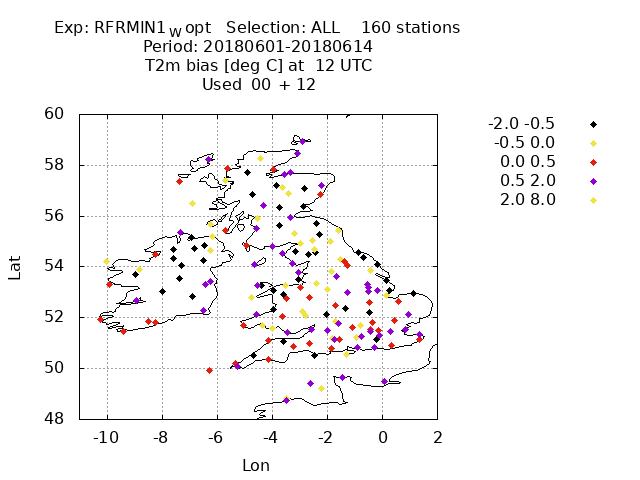 Exp: RFRMIN1wopt Selection: ALL 160 stations
Period: 20180601-20180614
T2m bias [deg C] at 12 UTC
Used 00 + 12
-2.0 -0.5
-0.5 0.0
0.0 0.5
0.5 2.0
2.0 8.0
60
58
56
54
52
50
48
Lat
-10 -8 -6 -4 -2 0 2
Lon